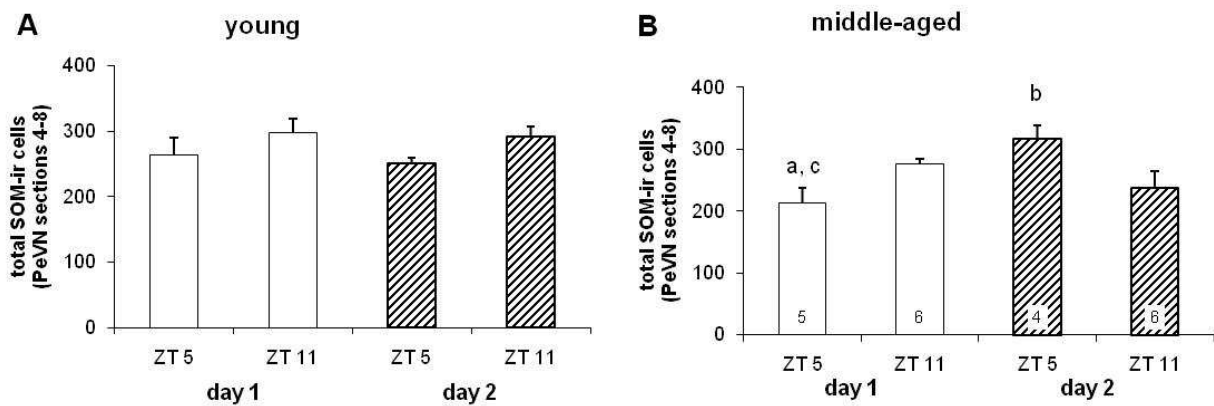 A
young
total SOM-ir cells
(PeVN sections 4-8)
400
300
200
100
0
ZT 5
ZT 11
ZT 5
ZT 11
day 1
day 2
B
middle-aged
total SOM-ir cells
(PeVN sections 4-8)
400
300
200
100
0
a, c
b
5
6
4
6
ZT 5
ZT 11
ZT 5
ZT 11
day 1
day 2